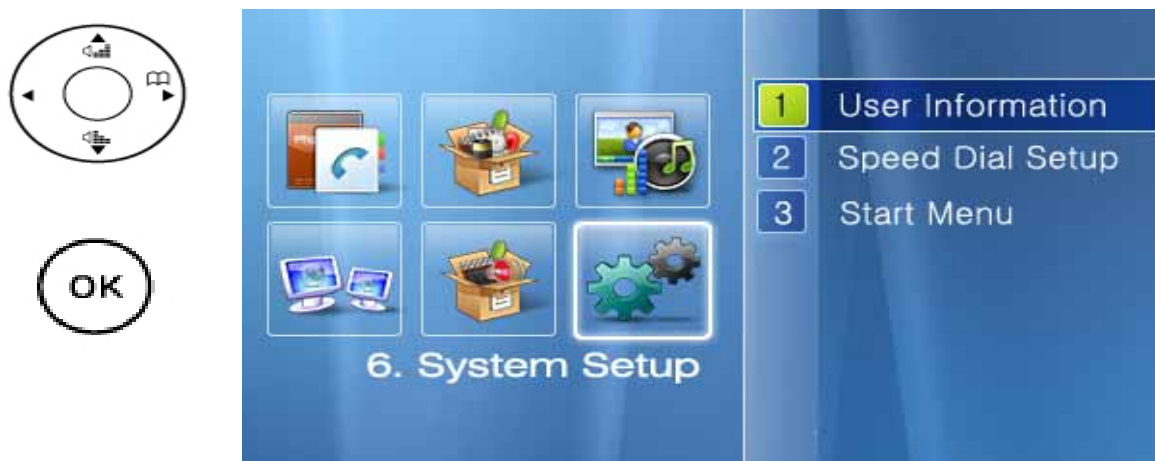 OK
6. System Setup
1 User Information
2 Speed Dial Setup
3 Start Menu